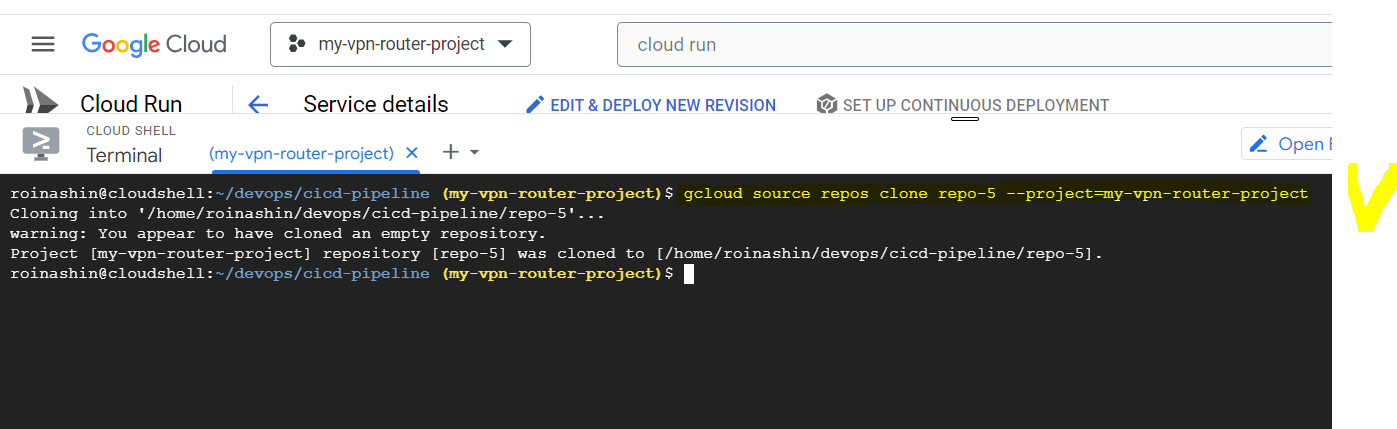 Google Cloud
my-vpn-router-project
cloud run
Cloud Run
Service details
EDIT & DEPLOY NEW REVISION
SET UP CONTINUOUS DEPLOYMENT
CLOUD SHELL
Terminal
(my-vpn-router-project)
Open
roinashin@cloudshell:~/devops/cicd-pipeline (my-vpn-router-project)$ gcloud source repos clone repo-5 --project=my-vpn-router-project
Cloning into '/home/roinashin/devops/cicd-pipeline/repo-5'...
warning: You appear to have cloned an empty repository.
Project [my-vpn-router-project] repository [repo-5] was cloned to [/home/roinashin/devops/cicd-pipeline/repo-5].
roinashin@cloudshell:~/devops/cicd-pipeline (my-vpn-router-project)$